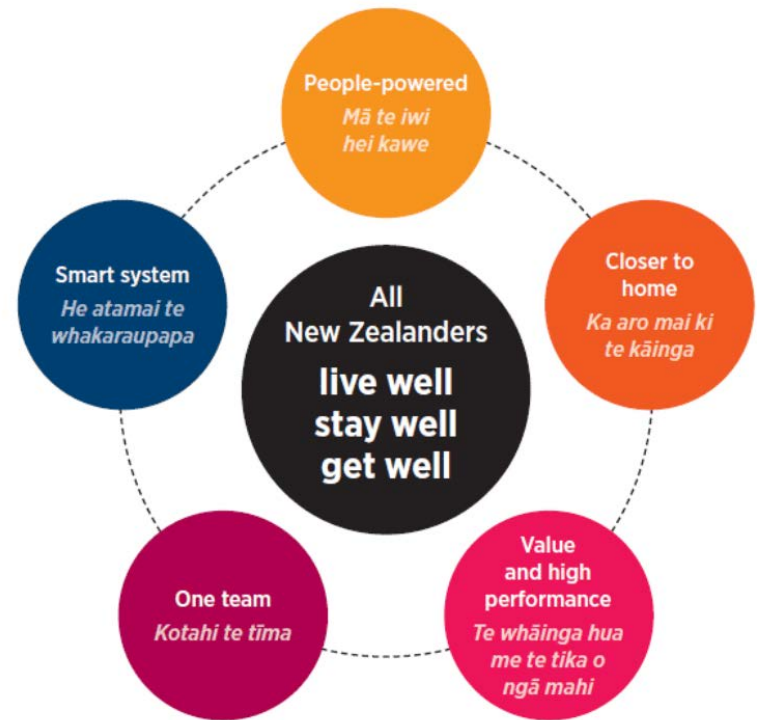 People-powered
Mā te iwi
hei kawe
Closer to
home
Ka aro mai ki
te kāinga
Value
and high
performance
Te whāinga hua
me te tika o
ngā mahi
One team
Kotahi te tīma
Smart system
He atamai te
whakaraupapa
All
New Zealanders
live well
stay well
get well